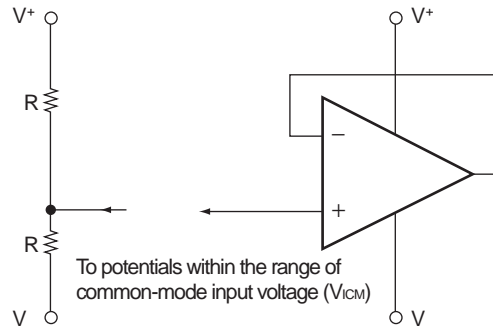 V+ V+
R
−
+
R
To potentials within the range of
common-mode input voltage (VICM)
V V